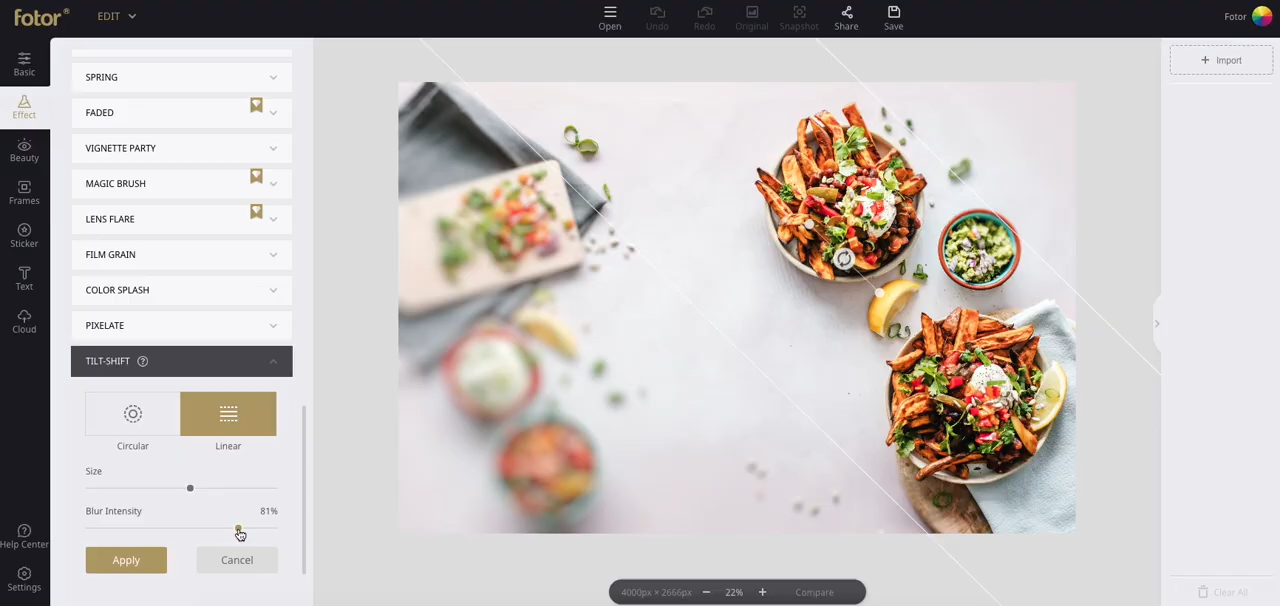 fotor®
EDIT
Open
Undo
Redo
Original
Snapshot
Share
Save
Fotor
Basic
Effect
Beauty
Frames
Sticker
Text
Cloud
Help Center
Settings
SPRING
FADED
VIGNETTE PARTY
MAGIC BRUSH
LENS FLARE
FILM GRAIN
COLOR SPLASH
PIXELATE
TILT-SHIFT ?
Circular Linear
Size
Blur Intensity 81%
Apply Cancel
4000px × 2666px − 22% + Compare
+ Import
Clear All